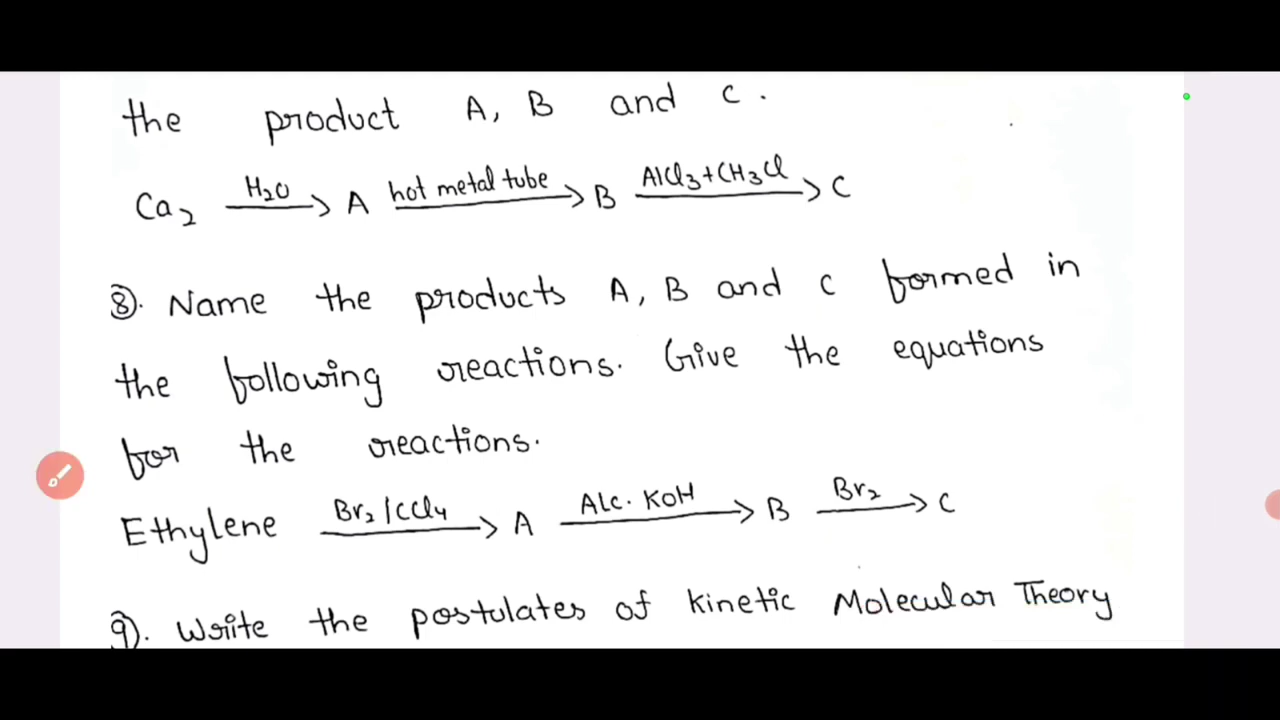 the product A, B and C.
Ca2 H2O → A hot metal tube → B AlCl3+CH3Cl → C
8). Name the products A, B and C formed in
the following reactions. Give the equations
for the reactions.
Ethylene Br2/CCl4 → A Alc. KOH → B Br2 → C
9). Write the postulates of kinetic Molecular Theory